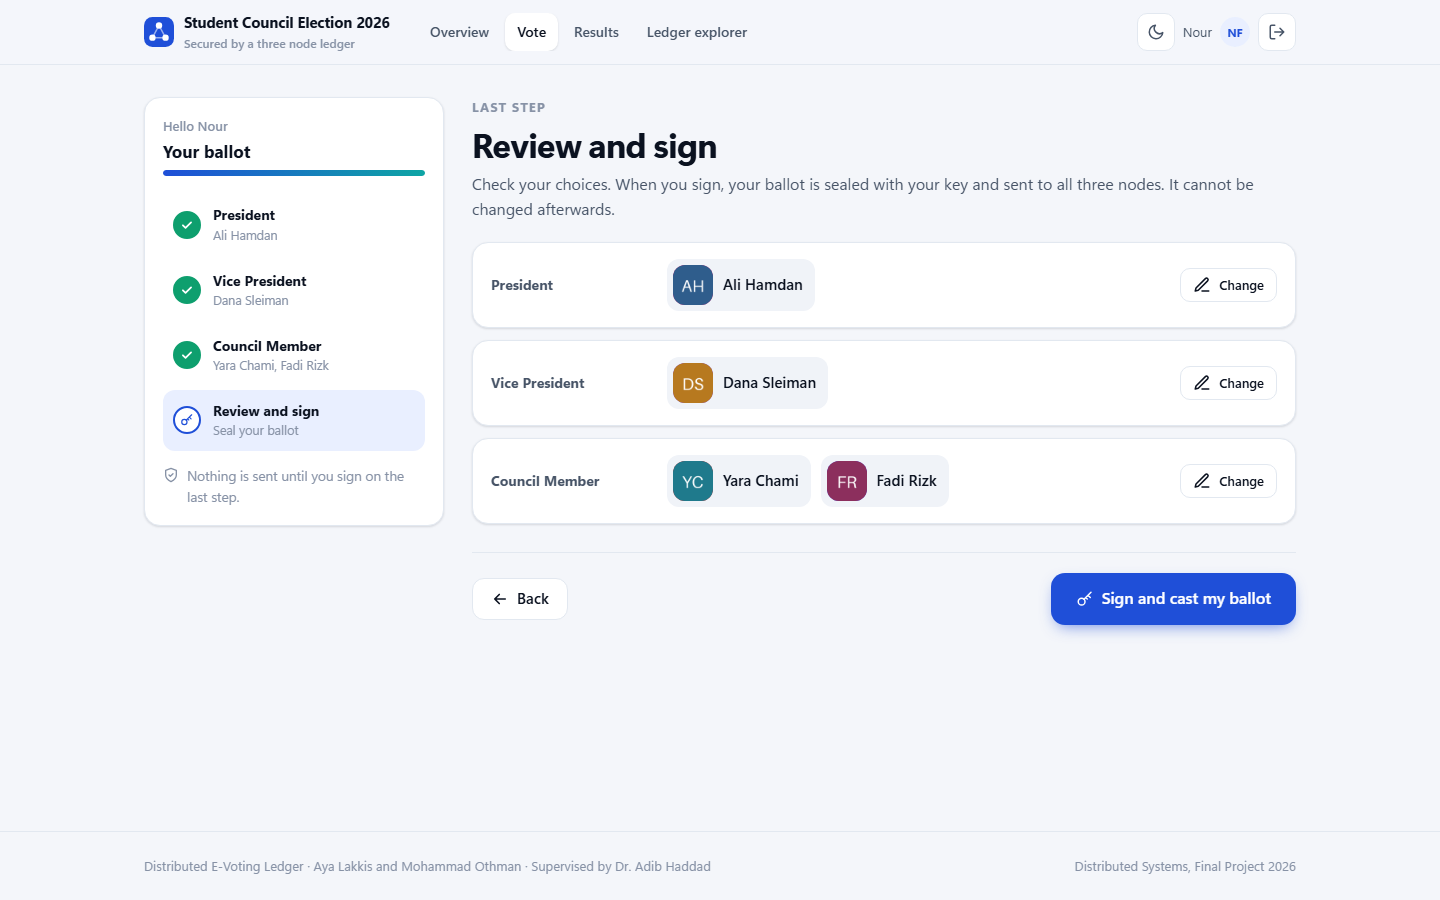 Student Council Election 2026
Secured by a three node ledger
Overview
Vote
Results
Ledger explorer
Nour
NF
Hello Nour
Your ballot
President
Ali Hamdan
Vice President
Dana Sleiman
Council Member
Yara Chami, Fadi Rizk
Review and sign
Seal your ballot
Nothing is sent until you sign on the
last step.
LAST STEP
Review and sign
Check your choices. When you sign, your ballot is sealed with your key and sent to all three nodes. It cannot be
changed afterwards.
President
AH
Ali Hamdan
Change
Vice President
DS
Dana Sleiman
Change
Council Member
YC
Yara Chami
FR
Fadi Rizk
Change
Back
Sign and cast my ballot
Distributed E-Voting Ledger · Aya Lakkis and Mohammad Othman · Supervised by Dr. Adib Haddad
Distributed Systems, Final Project 2026